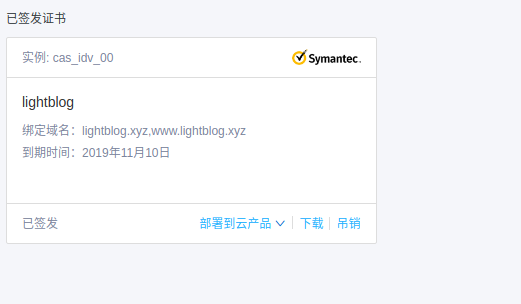 已签发证书
实例: cas_idv_00
Symantec.
lightblog
绑定域名：lightblog.xyz,www.lightblog.xyz
到期时间：2019年11月10日
已签发
部署到云产品 下载 吊销